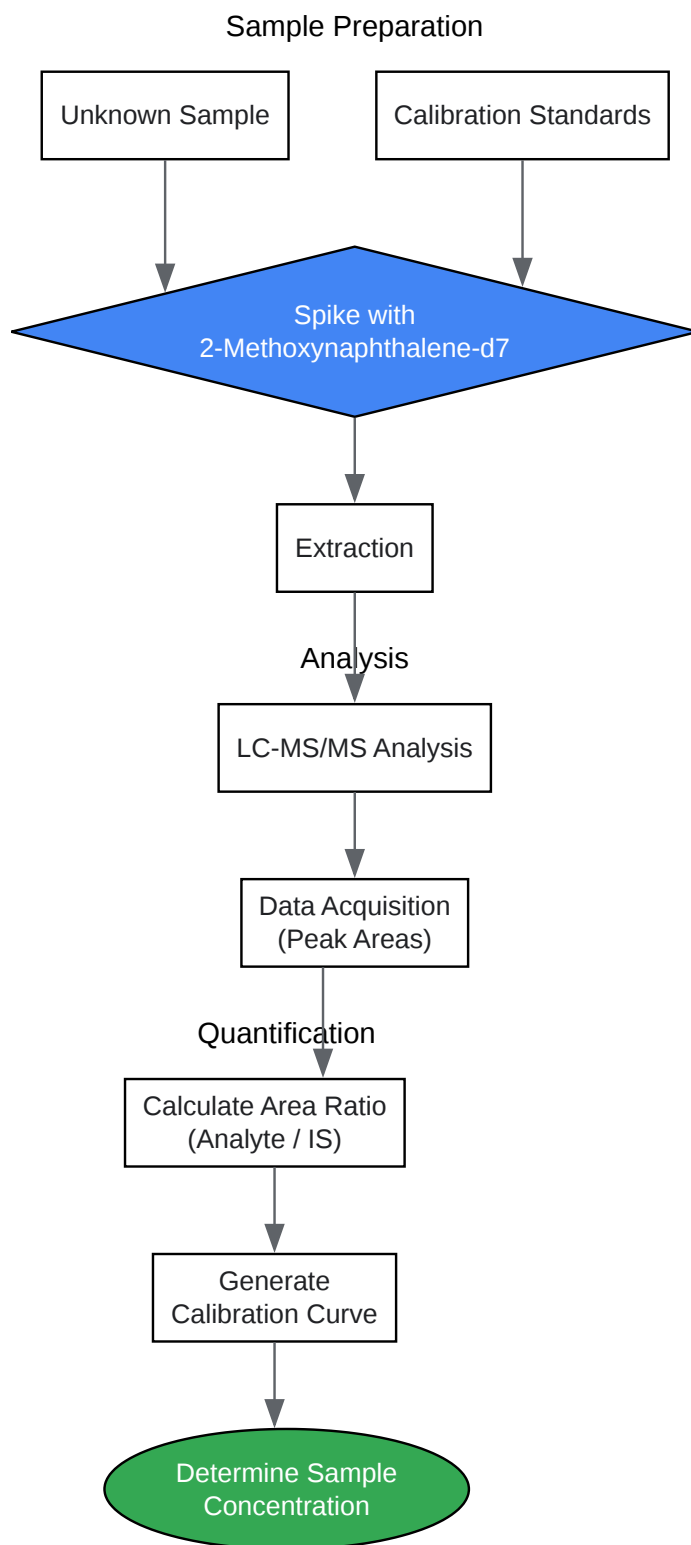 Sample Preparation
Unknown Sample
Calibration Standards
Spike with
2-Methoxynaphthalene-d7
Extraction
Analysis
LC-MS/MS Analysis
Data Acquisition
(Peak Areas)
Quantification
Calculate Area Ratio
(Analyte / IS)
Generate
Calibration Curve
Determine Sample
Concentration